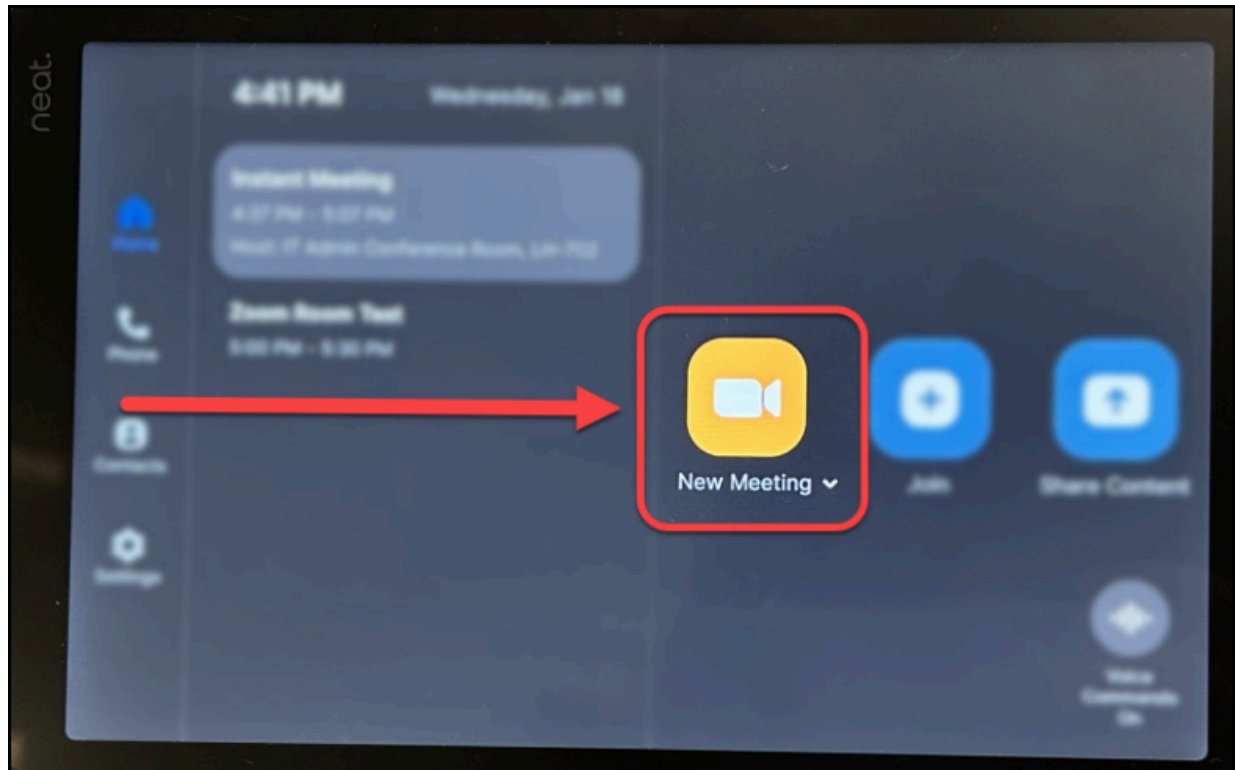 neat.
4:41 PM Wednesday, Jan 18
Instant Meeting
4:37 PM – 5:07 PM
Host: IT Admin Conference Room, LH-702
Home
Zoom Room Test
5:00 PM – 5:30 PM
Phone
New Meeting
Join
Share Content
Contacts
Settings
Voice
Commands
On